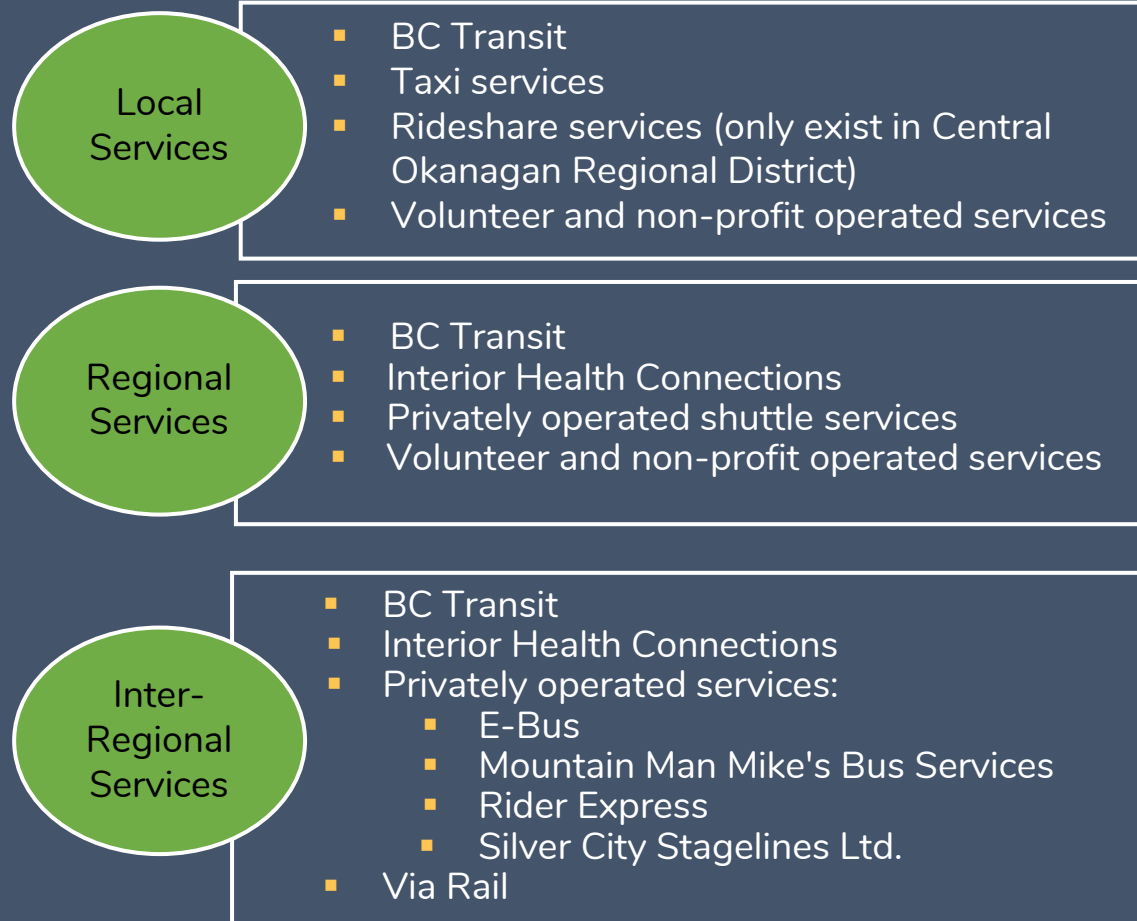 Local
Services
▪ BC Transit
▪ Taxi services
▪ Rideshare services (only exist in Central
Okanagan Regional District)
▪ Volunteer and non-profit operated services
Regional
Services
▪ BC Transit
▪ Interior Health Connections
▪ Privately operated shuttle services
▪ Volunteer and non-profit operated services
Inter-
Regional
Services
▪ BC Transit
▪ Interior Health Connections
▪ Privately operated services:
▪ E-Bus
▪ Mountain Man Mike's Bus Services
▪ Rider Express
▪ Silver City Stagelines Ltd.
▪ Via Rail